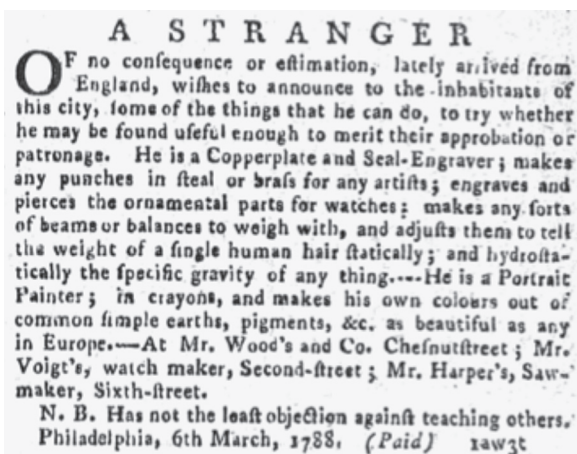 A STRANGER
OF no conſequence or eſtimation, lately arrived from
England, wiſhes to announce to the inhabitants of
this city, ſome of the things that he can do, to try whether
he may be found uſeful enough to merit their approbation or
patronage. He is a Copperplate and Seal-Engraver; makes
any punches in ſteal or braſs for any artiſts; engraves and
pierces the ornamental parts for watches: makes any ſorts
of beams or balances to weigh with, and adjuſts them to tell
the weight of a ſingle human hair ſtatically; and hydroſta-
tically the ſpecific gravity of any thing.----He is a Portrait
Painter; in crayons, and makes his own colours out of
common ſimple earths, pigments, &c. as beautiful as any
in Europe.—At Mr. Wood's and Co. Cheſnutſtreet; Mr.
Voigt's, watch maker, Second-ſtreet; Mr. Harper's, Saw-
maker, Sixth-ſtreet.
N. B. Has not the leaſt objection againſt teaching others.
Philadelphia, 6th March, 1788. (Paid) 1aw3t